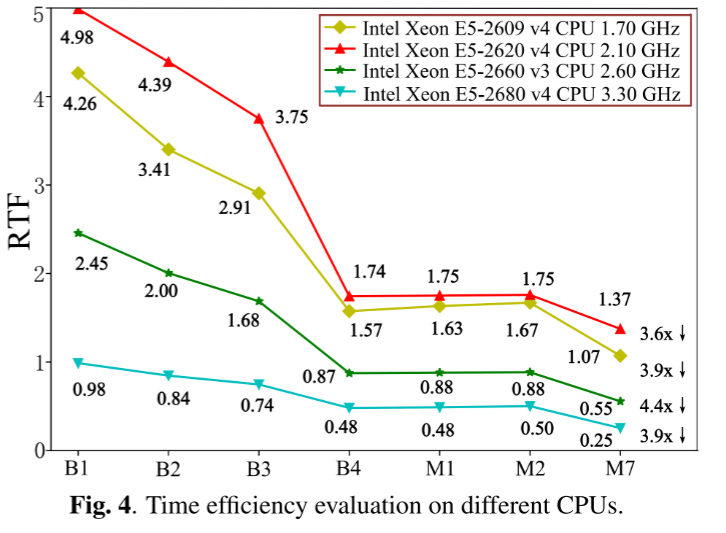 5
4
3
2
1
0
RTF
Intel Xeon E5-2609 v4 CPU 1.70 GHz
Intel Xeon E5-2620 v4 CPU 2.10 GHz
Intel Xeon E5-2660 v3 CPU 2.60 GHz
Intel Xeon E5-2680 v4 CPU 3.30 GHz
4.98 4.39 3.75 1.74 1.75 1.75 1.37
4.26 3.41 2.91 1.57 1.63 1.67 1.07
2.45 2.00 1.68 0.87 0.88 0.88 0.55
0.98 0.84 0.74 0.48 0.48 0.50 0.25
3.6x ↓
3.9x ↓
4.4x ↓
3.9x ↓
B1 B2 B3 B4 M1 M2 M7
Fig. 4. Time efficiency evaluation on different CPUs.